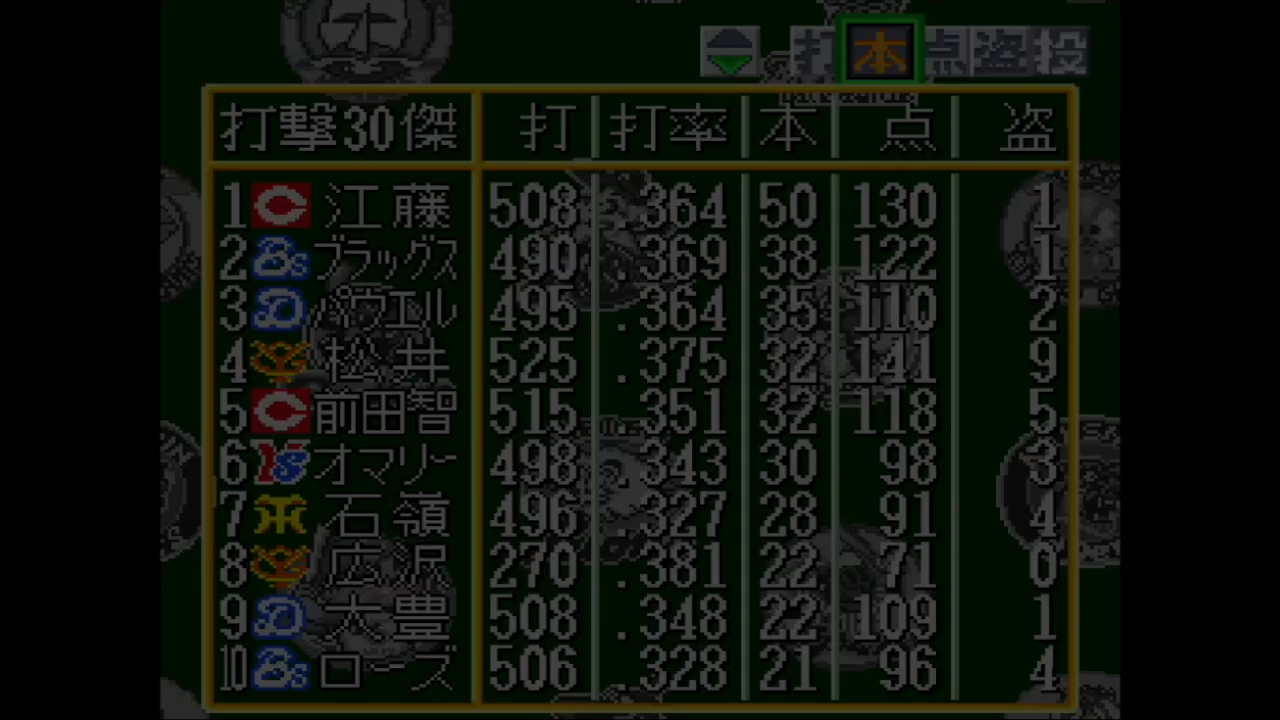 打 本 点 盗 投
打撃30傑 打 打率 本 点 盗
1 C 江藤 508 .364 50 130 1
2 Bs ブラッグス 490 .369 38 122 1
3 D パウエル 495 .364 35 110 2
4 松井 525 .375 32 141 9
5 C 前田智 515 .351 32 118 5
6 YS オマリー 498 .343 30 98 3
7 石嶺 496 .327 28 91 4
8 広沢 270 .381 22 71 0
9 D 大豊 508 .348 22 109 1
10 Bs ローズ 506 .328 21 96 4